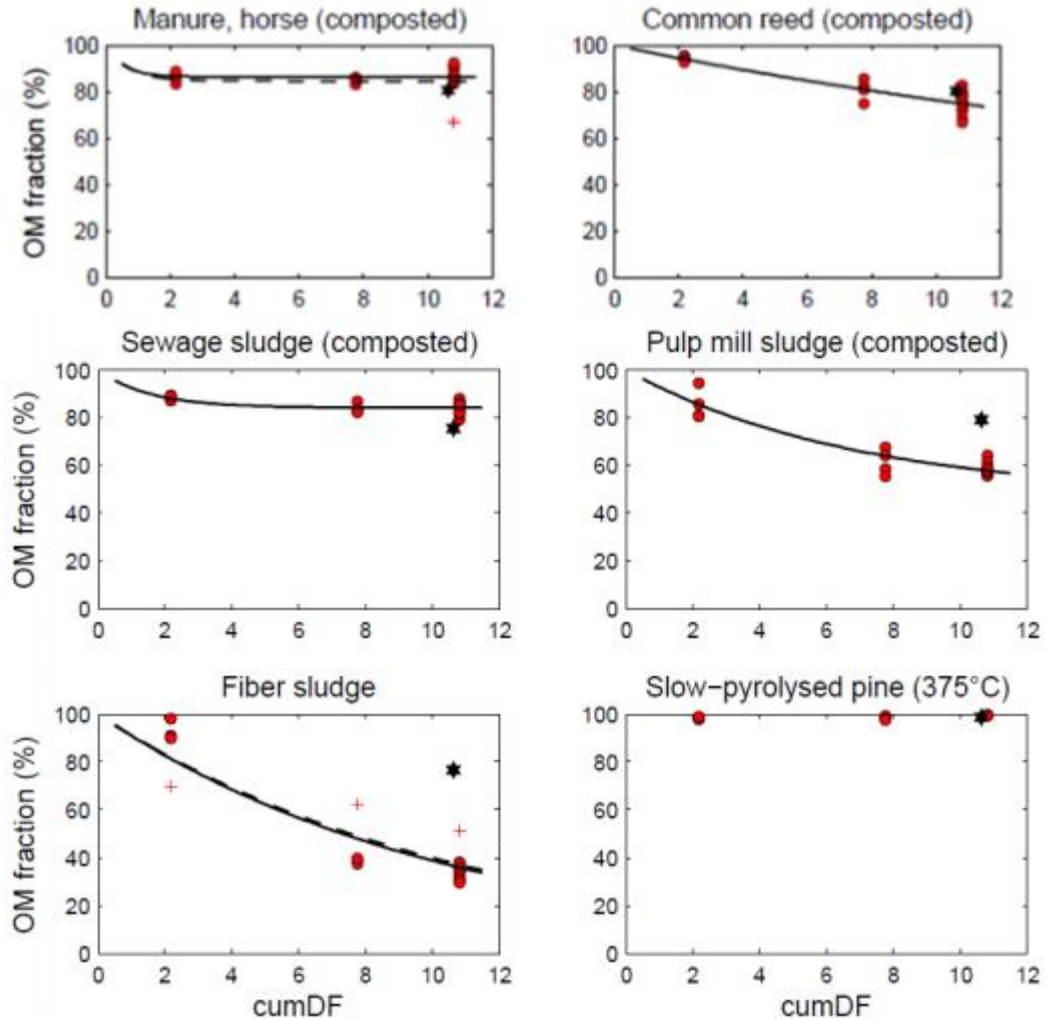 Manure, horse (composted)
Common reed (composted)
OM fraction (%)
100
80
60
40
20
0
0 2 4 6 8 10 12
100
80
60
40
20
0
0 2 4 6 8 10 12
Sewage sludge (composted)
Pulp mill sludge (composted)
OM fraction (%)
100
80
60
40
20
0
0 2 4 6 8 10 12
100
80
60
40
20
0
0 2 4 6 8 10 12
Fiber sludge
Slow-pyrolysed pine (375°C)
OM fraction (%)
100
80
60
40
20
0
0 2 4 6 8 10 12
cumDF
100
80
60
40
20
0
0 2 4 6 8 10 12
cumDF